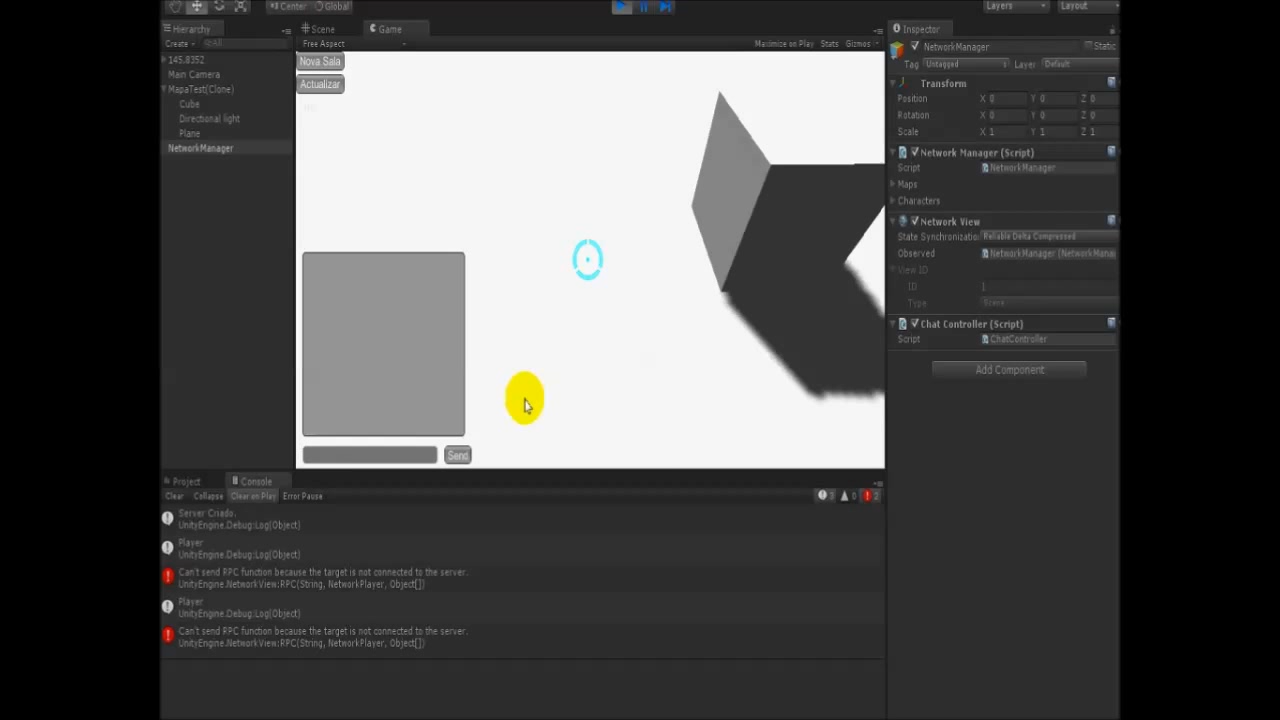 Center Global
Layers Layout
Hierarchy
Create All
145.8352
Main Camera
MapaTest(Clone)
Cube
Directional light
Plane
NetworkManager
Scene Game
Free Aspect Maximize on Play Stats Gizmos
Nova Sala
Actualizar
Send
Inspector
NetworkManager Static
Tag Untagged Layer Default
Transform
Position X 0 Y 0 Z 0
Rotation X 0 Y 0 Z 0
Scale X 1 Y 1 Z 1
Network Manager (Script)
Script NetworkManager
Maps
Characters
Network View
State Synchronizatio Reliable Delta Compressed
Observed NetworkManager (NetworkMana
View ID
ID 1
Type Scene
Chat Controller (Script)
Script ChatController
Add Component
Project Console
Clear Collapse Clear on Play Error Pause 3 0 2
Server Criado.
UnityEngine.Debug:Log(Object)
Player
UnityEngine.Debug:Log(Object)
Can't send RPC function because the target is not connected to the server.
UnityEngine.NetworkView:RPC(String, NetworkPlayer, Object[])
Player
UnityEngine.Debug:Log(Object)
Can't send RPC function because the target is not connected to the server.
UnityEngine.NetworkView:RPC(String, NetworkPlayer, Object[])